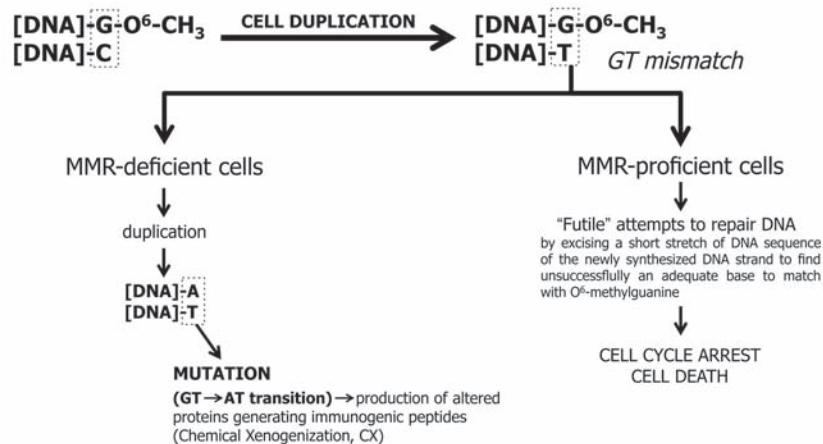 [DNA]-G-O⁶-CH₃ CELL DUPLICATION [DNA]-G-O⁶-CH₃
[DNA]-C [DNA]-T
GT mismatch
MMR-deficient cells
duplication
[DNA]-A
[DNA]-T
MUTATION
(GT→AT transition)→production of altered
proteins generating immunogenic peptides
(Chemical Xenogenization, CX)
MMR-proficient cells
"Futile" attempts to repair DNA
by excising a short stretch of DNA sequence
of the newly synthesized DNA strand to find
unsuccessfully an adequate base to match
with O⁶-methylguanine
CELL CYCLE ARREST
CELL DEATH